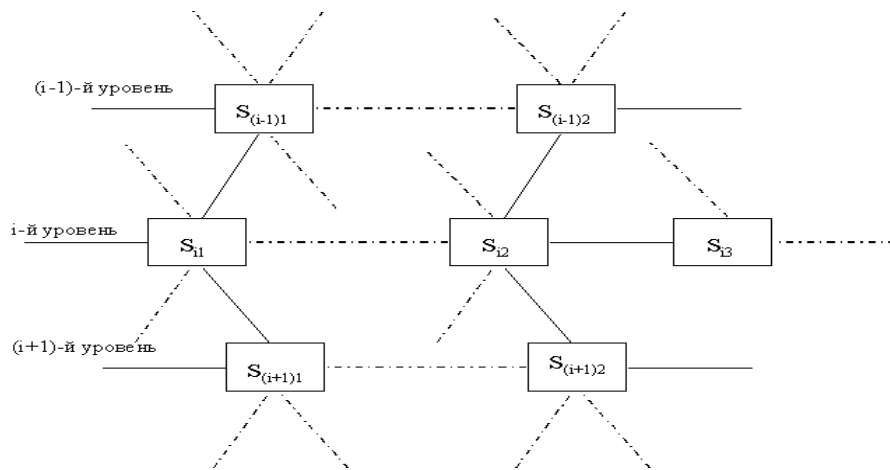 (i-1)-й уровень
S(i-1)1
S(i-1)2
i-й уровень
Si1
Si2
Si3
(i+1)-й уровень
S(i+1)1
S(i+1)2